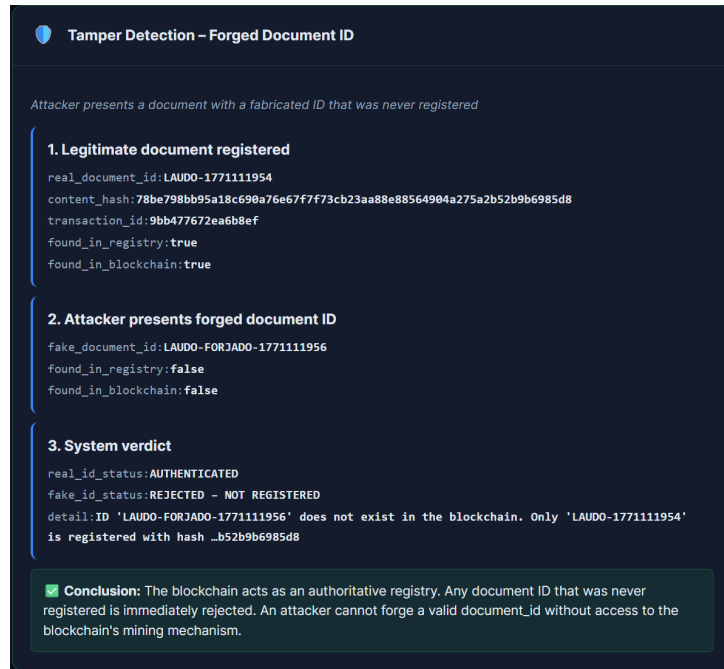 Tamper Detection – Forged Document ID
Attacker presents a document with a fabricated ID that was never registered
1. Legitimate document registered
real_document_id:LAUDO-1771111954
content_hash:78be798bb95a18c690a76e67f7f73cb23aa88e88564904a275a2b52b9b6985d8
transaction_id:9bb477672ea6b8ef
found_in_registry:true
found_in_blockchain:true
2. Attacker presents forged document ID
fake_document_id:LAUDO-FORJADO-1771111956
found_in_registry:false
found_in_blockchain:false
3. System verdict
real_id_status:AUTHENTICATED
fake_id_status:REJECTED – NOT REGISTERED
detail:ID 'LAUDO-FORJADO-1771111956' does not exist in the blockchain. Only 'LAUDO-1771111954'
is registered with hash …b52b9b6985d8
✅ Conclusion: The blockchain acts as an authoritative registry. Any document ID that was never
registered is immediately rejected. An attacker cannot forge a valid document_id without access to the
blockchain's mining mechanism.